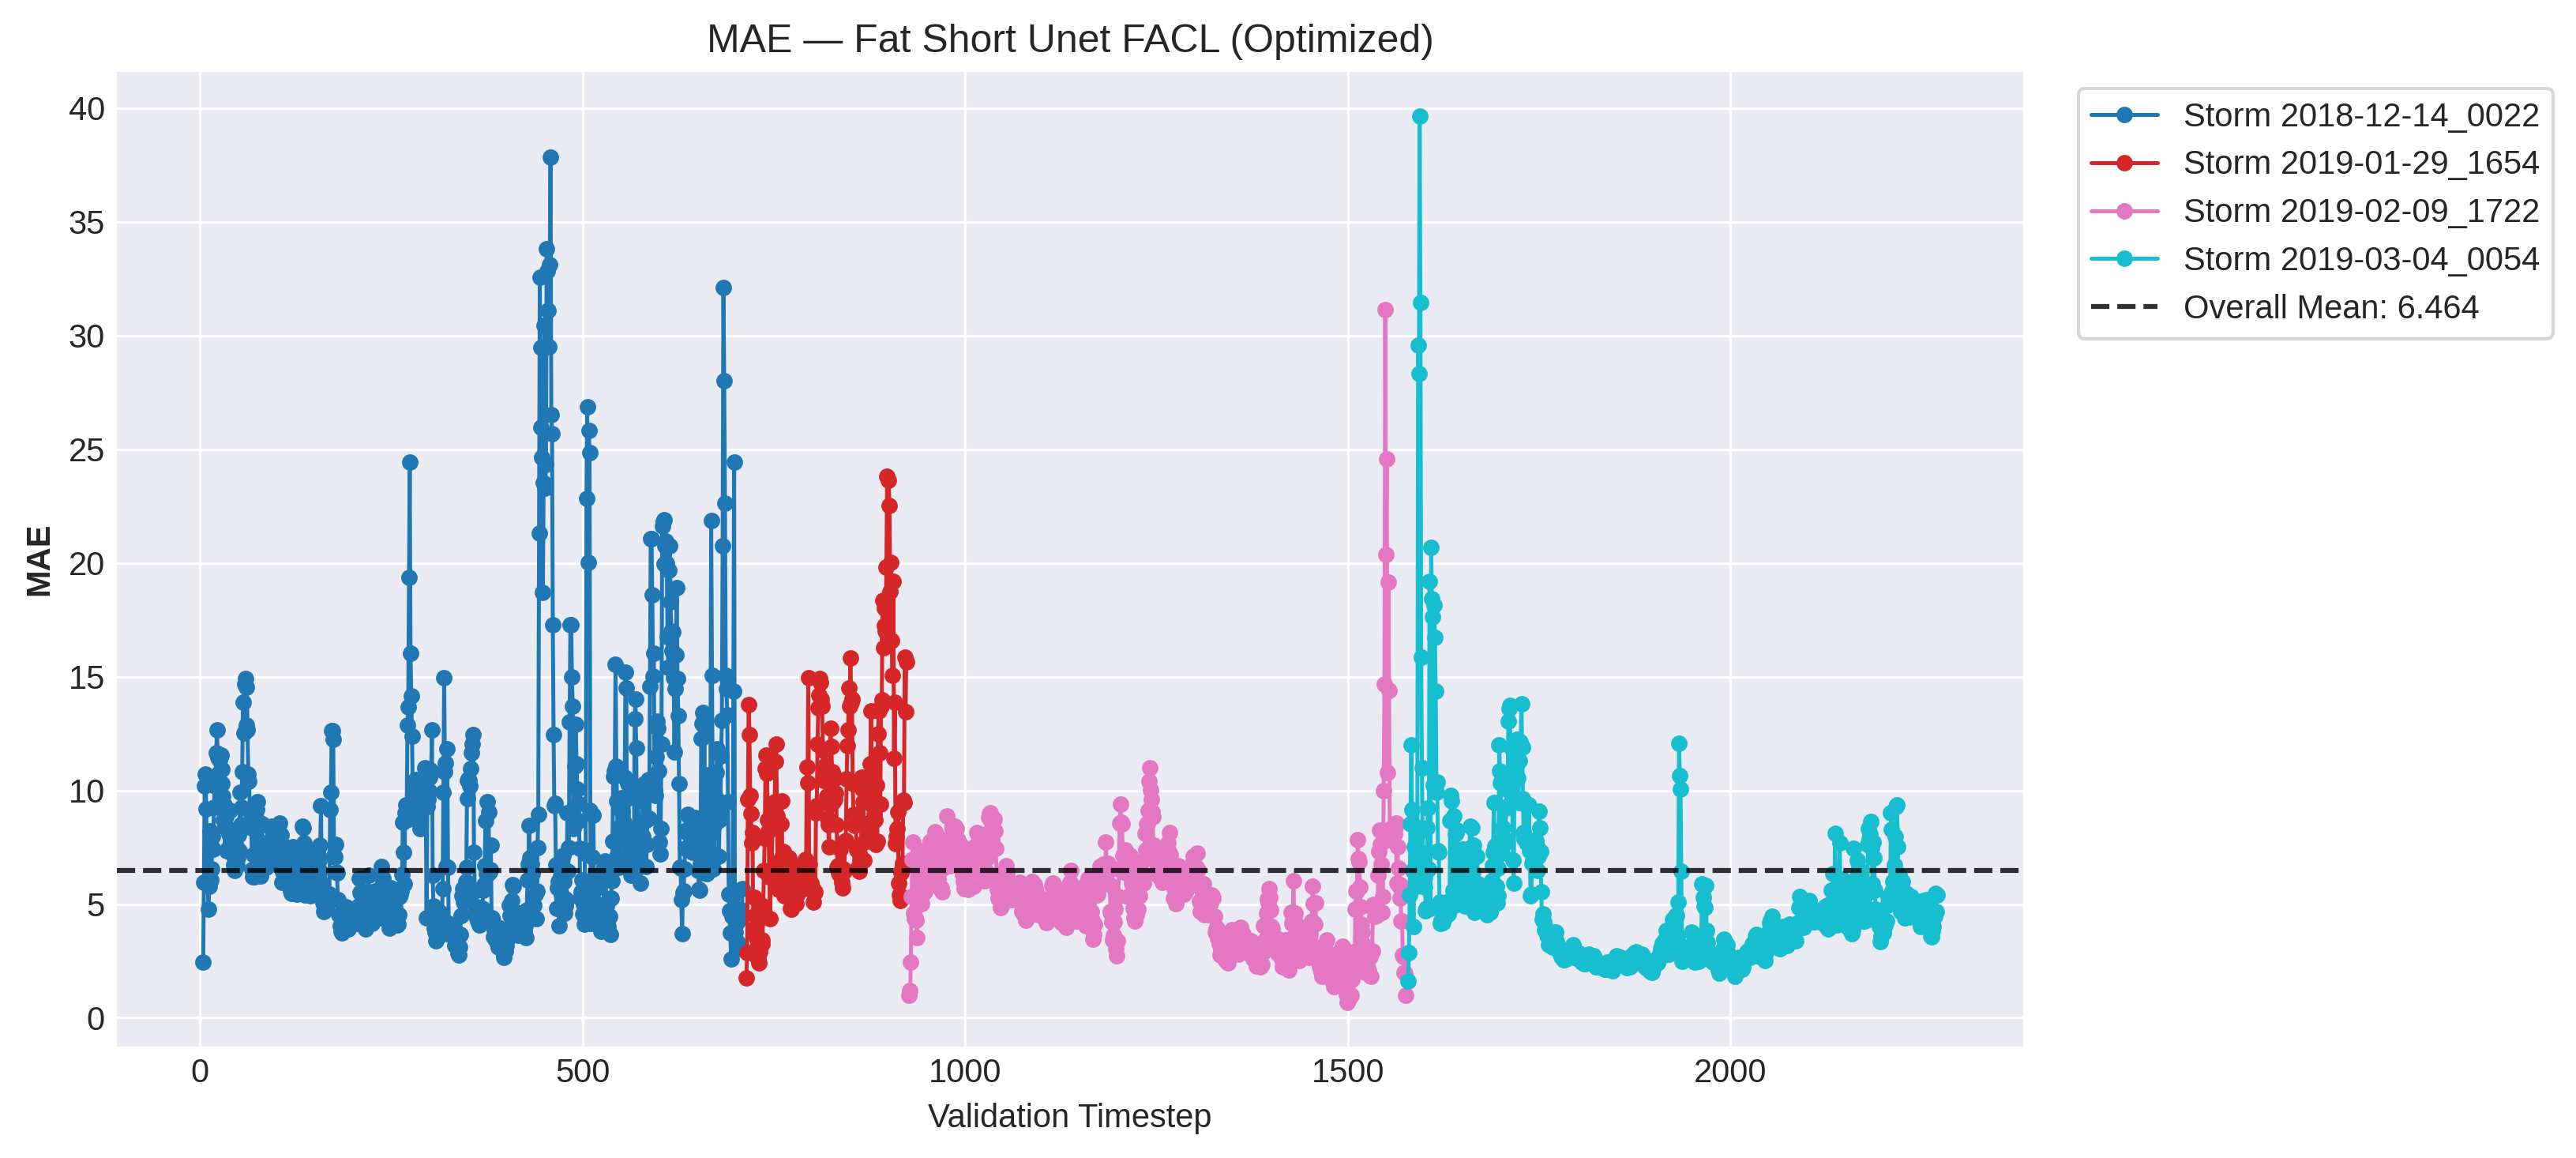 MAE — Fat Short Unet FACL (Optimized)
40
35
30
25
20
15
10
5
0
MAE
0
500
1000
1500
2000
Validation Timestep
Storm 2018-12-14_0022
Storm 2019-01-29_1654
Storm 2019-02-09_1722
Storm 2019-03-04_0054
Overall Mean: 6.464